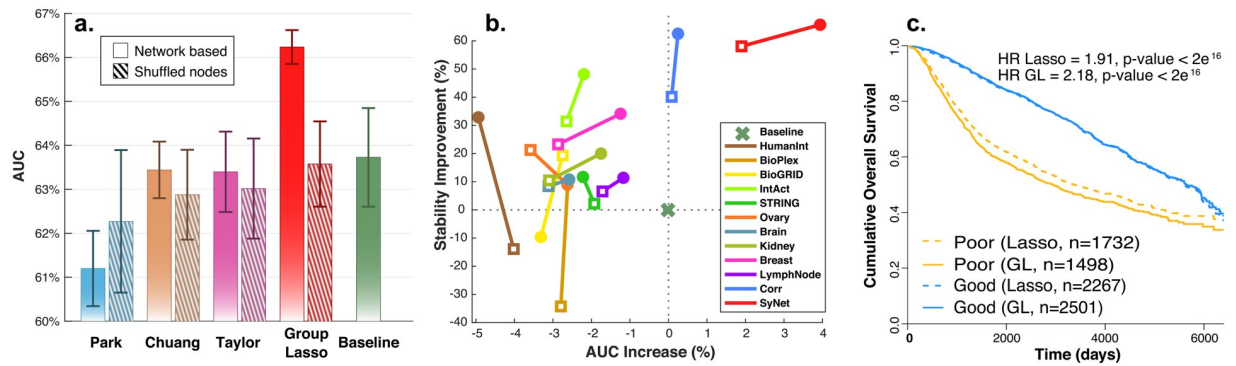 a.
67%
66%
65%
64%
63%
62%
61%
60%
AUC
Network based
Shuffled nodes
Park
Chuang
Taylor
Group
Lasso
Baseline
b.
Stability Improvement (%)
60
50
40
30
20
10
0
-10
-20
-30
-40
-5
-4
-3
-2
-1
0
1
2
3
4
AUC Increase (%)
Baseline
HumanInt
BioPlex
BioGRID
IntAct
STRING
Ovary
Brain
Kidney
Breast
LymphNode
Corr
SyNet
c.
Cumulative Overall Survival
1.0
0.8
0.6
0.4
0.2
0.0
HR Lasso = 1.91, p-value < 2e16
HR GL = 2.18, p-value < 2e16
Poor (Lasso, n=1732)
Poor (GL, n=1498)
Good (Lasso, n=2267)
Good (GL, n=2501)
0
2000
4000
6000
Time (days)